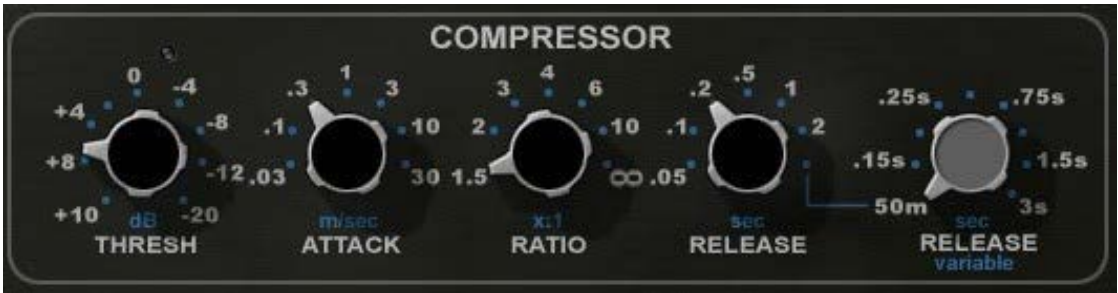 COMPRESSOR
0
+4
-4
+8
-8
-12
+10
-20
dB
THRESH
1
.3
3
.1
10
.03
30
m/sec
ATTACK
4
3
6
2
10
1.5
∞
x:1
RATIO
.5
.2
1
.1
2
.05
sec
RELEASE
.25s
.75s
.15s
1.5s
50m
3s
sec
RELEASE
variable